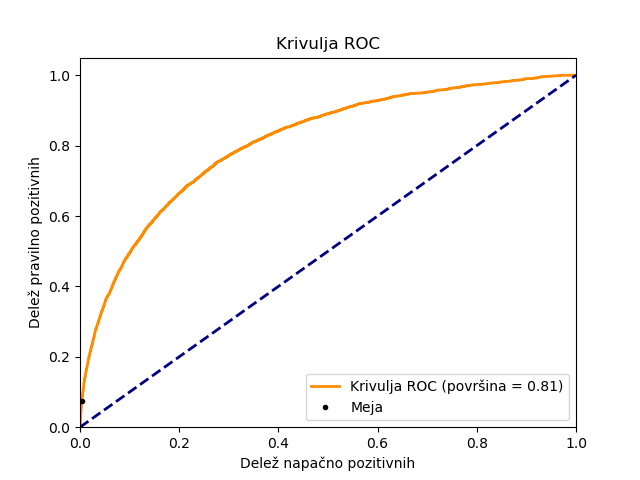 Krivulja ROC
1.0
0.8
0.6
0.4
0.2
0.0
Delež pravilno pozitivnih
Krivulja ROC (površina = 0.81)
Meja
0.0 0.2 0.4 0.6 0.8 1.0
Delež napačno pozitivnih